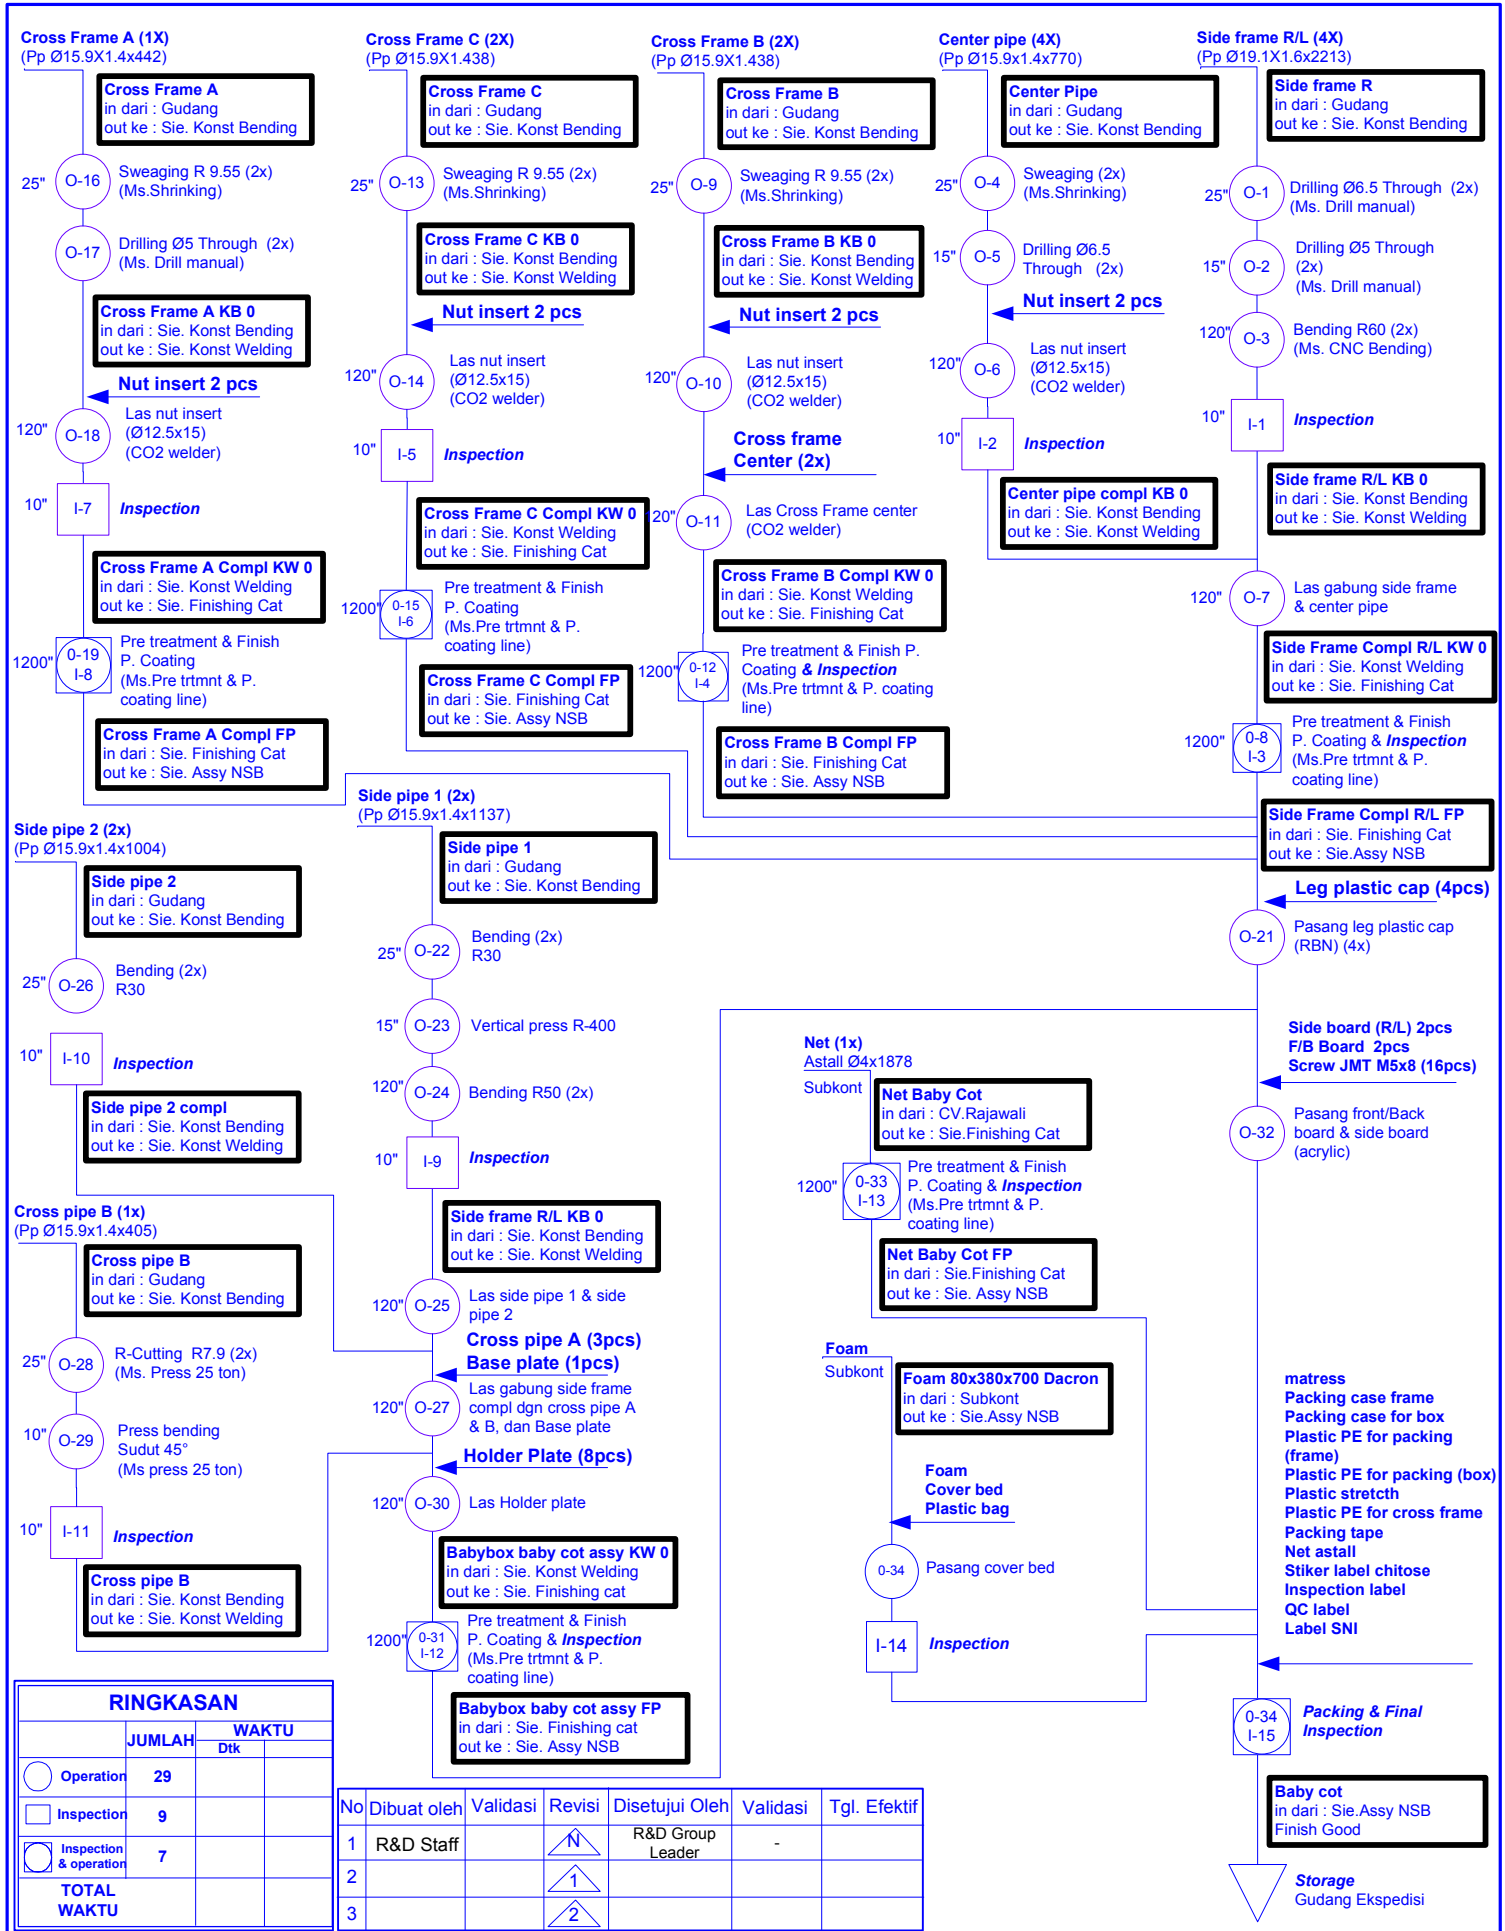 Cross Frame A (1X)
(Pp Ø15.9X1.4x442)
Cross Frame A
in dari : Gudang
out ke : Sie. Konst Bending
25"
O-16
Sweaging R 9.55 (2x)
(Ms.Shrinking)
O-17
Drilling Ø5 Through (2x)
(Ms. Drill manual)
Cross Frame A KB 0
in dari : Sie. Konst Bending
out ke : Sie. Konst Welding
Nut insert 2 pcs
120"
O-18
Las nut insert
(Ø12.5x15)
(CO2 welder)
10"
I-7
Inspection
Cross Frame A Compl KW 0
in dari : Sie. Konst Welding
out ke : Sie. Finishing Cat
1200"
0-19
I-8
Pre treatment & Finish
P. Coating
(Ms.Pre trtmnt & P.
coating line)
Cross Frame A Compl FP
in dari : Sie. Finishing Cat
out ke : Sie. Assy NSB
Cross Frame C (2X)
(Pp Ø15.9X1.438)
Cross Frame C
in dari : Gudang
out ke : Sie. Konst Bending
25"
O-13
Sweaging R 9.55 (2x)
(Ms.Shrinking)
Cross Frame C KB 0
in dari : Sie. Konst Bending
out ke : Sie. Konst Welding
Nut insert 2 pcs
120"
O-14
Las nut insert
(Ø12.5x15)
(CO2 welder)
10"
I-5
Inspection
Cross Frame C Compl KW 0
in dari : Sie. Konst Welding
out ke : Sie. Finishing Cat
1200"
0-15
I-6
Pre treatment & Finish
P. Coating
(Ms.Pre trtmnt & P.
coating line)
Cross Frame C Compl FP
in dari : Sie. Finishing Cat
out ke : Sie. Assy NSB
Cross Frame B (2X)
(Pp Ø15.9X1.438)
Cross Frame B
in dari : Gudang
out ke : Sie. Konst Bending
25"
O-9
Sweaging R 9.55 (2x)
(Ms.Shrinking)
Cross Frame B KB 0
in dari : Sie. Konst Bending
out ke : Sie. Konst Welding
Nut insert 2 pcs
120"
O-10
Las nut insert
(Ø12.5x15)
(CO2 welder)
Cross frame
Center (2x)
120"
O-11
Las Cross Frame center
(CO2 welder)
Cross Frame B Compl KW 0
in dari : Sie. Konst Welding
out ke : Sie. Finishing Cat
1200"
0-12
I-4
Pre treatment & Finish P.
Coating & Inspection
(Ms.Pre trtmnt & P. coating
line)
Cross Frame B Compl FP
in dari : Sie. Finishing Cat
out ke : Sie. Assy NSB
Center pipe (4X)
(Pp Ø15.9x1.4x770)
Center Pipe
in dari : Gudang
out ke : Sie. Konst Bending
25"
O-4
Sweaging (2x)
(Ms.Shrinking)
15"
O-5
Drilling Ø6.5
Through (2x)
Nut insert 2 pcs
120"
O-6
Las nut insert
(Ø12.5x15)
(CO2 welder)
10"
I-2
Inspection
Center pipe compl KB 0
in dari : Sie. Konst Bending
out ke : Sie. Konst Welding
Side frame R/L (4X)
(Pp Ø19.1X1.6x2213)
Side frame R
in dari : Gudang
out ke : Sie. Konst Bending
25"
O-1
Drilling Ø6.5 Through (2x)
(Ms. Drill manual)
15"
O-2
Drilling Ø5 Through
(2x)
(Ms. Drill manual)
120"
O-3
Bending R60 (2x)
(Ms. CNC Bending)
10"
I-1
Inspection
Side frame R/L KB 0
in dari : Sie. Konst Bending
out ke : Sie. Konst Welding
120"
O-7
Las gabung side frame
& center pipe
Side Frame Compl R/L KW 0
in dari : Sie. Konst Welding
out ke : Sie. Finishing Cat
1200"
0-8
I-3
Pre treatment & Finish
P. Coating & Inspection
(Ms.Pre trtmnt & P.
coating line)
Side Frame Compl R/L FP
in dari : Sie. Finishing Cat
out ke : Sie.Assy NSB
Leg plastic cap (4pcs)
O-21
Pasang leg plastic cap
(RBN) (4x)
Side board (R/L) 2pcs
F/B Board 2pcs
Screw JMT M5x8 (16pcs)
O-32
Pasang front/Back
board & side board
(acrylic)
Side pipe 2 (2x)
(Pp Ø15.9x1.4x1004)
Side pipe 2
in dari : Gudang
out ke : Sie. Konst Bending
25"
O-26
Bending (2x)
R30
10"
I-10
Inspection
Side pipe 2 compl
in dari : Sie. Konst Bending
out ke : Sie. Konst Welding
Cross pipe B (1x)
(Pp Ø15.9x1.4x405)
Cross pipe B
in dari : Gudang
out ke : Sie. Konst Bending
25"
O-28
R-Cutting R7.9 (2x)
(Ms. Press 25 ton)
10"
O-29
Press bending
Sudut 45°
(Ms press 25 ton)
10"
I-11
Inspection
Cross pipe B
in dari : Sie. Konst Bending
out ke : Sie. Konst Welding
Side pipe 1 (2x)
(Pp Ø15.9x1.4x1137)
Side pipe 1
in dari : Gudang
out ke : Sie. Konst Bending
25"
O-22
Bending (2x)
R30
15"
O-23
Vertical press R-400
120"
O-24
Bending R50 (2x)
10"
I-9
Inspection
Side frame R/L KB 0
in dari : Sie. Konst Bending
out ke : Sie. Konst Welding
120"
O-25
Las side pipe 1 & side
pipe 2
Cross pipe A (3pcs)
Base plate (1pcs)
120"
O-27
Las gabung side frame
compl dgn cross pipe A
& B, dan Base plate
Holder Plate (8pcs)
120"
O-30
Las Holder plate
Babybox baby cot assy KW 0
in dari : Sie. Konst Welding
out ke : Sie. Finishing cat
1200"
0-31
I-12
Pre treatment & Finish
P. Coating & Inspection
(Ms.Pre trtmnt & P.
coating line)
Babybox baby cot assy FP
in dari : Sie. Finishing cat
out ke : Sie. Assy NSB
Net (1x)
Astall Ø4x1878
Subkont
Net Baby Cot
in dari : CV.Rajawali
out ke : Sie.Finishing Cat
1200"
0-33
I-13
Pre treatment & Finish
P. Coating & Inspection
(Ms.Pre trtmnt & P.
coating line)
Net Baby Cot FP
in dari : Sie.Finishing Cat
out ke : Sie. Assy NSB
Foam
Subkont
Foam 80x380x700 Dacron
in dari : Subkont
out ke : Sie.Assy NSB
Foam
Cover bed
Plastic bag
0-34
Pasang cover bed
I-14
Inspection
matress
Packing case frame
Packing case for box
Plastic PE for packing
(frame)
Plastic PE for packing (box)
Plastic stretcth
Plastic PE for cross frame
Packing tape
Net astall
Stiker label chitose
Inspection label
QC label
Label SNI
0-34
I-15
Packing & Final
Inspection
Baby cot
in dari : Sie.Assy NSB
Finish Good
Storage
Gudang Ekspedisi
RINGKASAN
JUMLAH WAKTU
Dtk
Operation 29
Inspection 9
Inspection
& operation 7
TOTAL
WAKTU
No Dibuat oleh Validasi Revisi Disetujui Oleh Validasi Tgl. Efektif
1 R&D Staff N R&D Group
Leader -
2 1
3 2